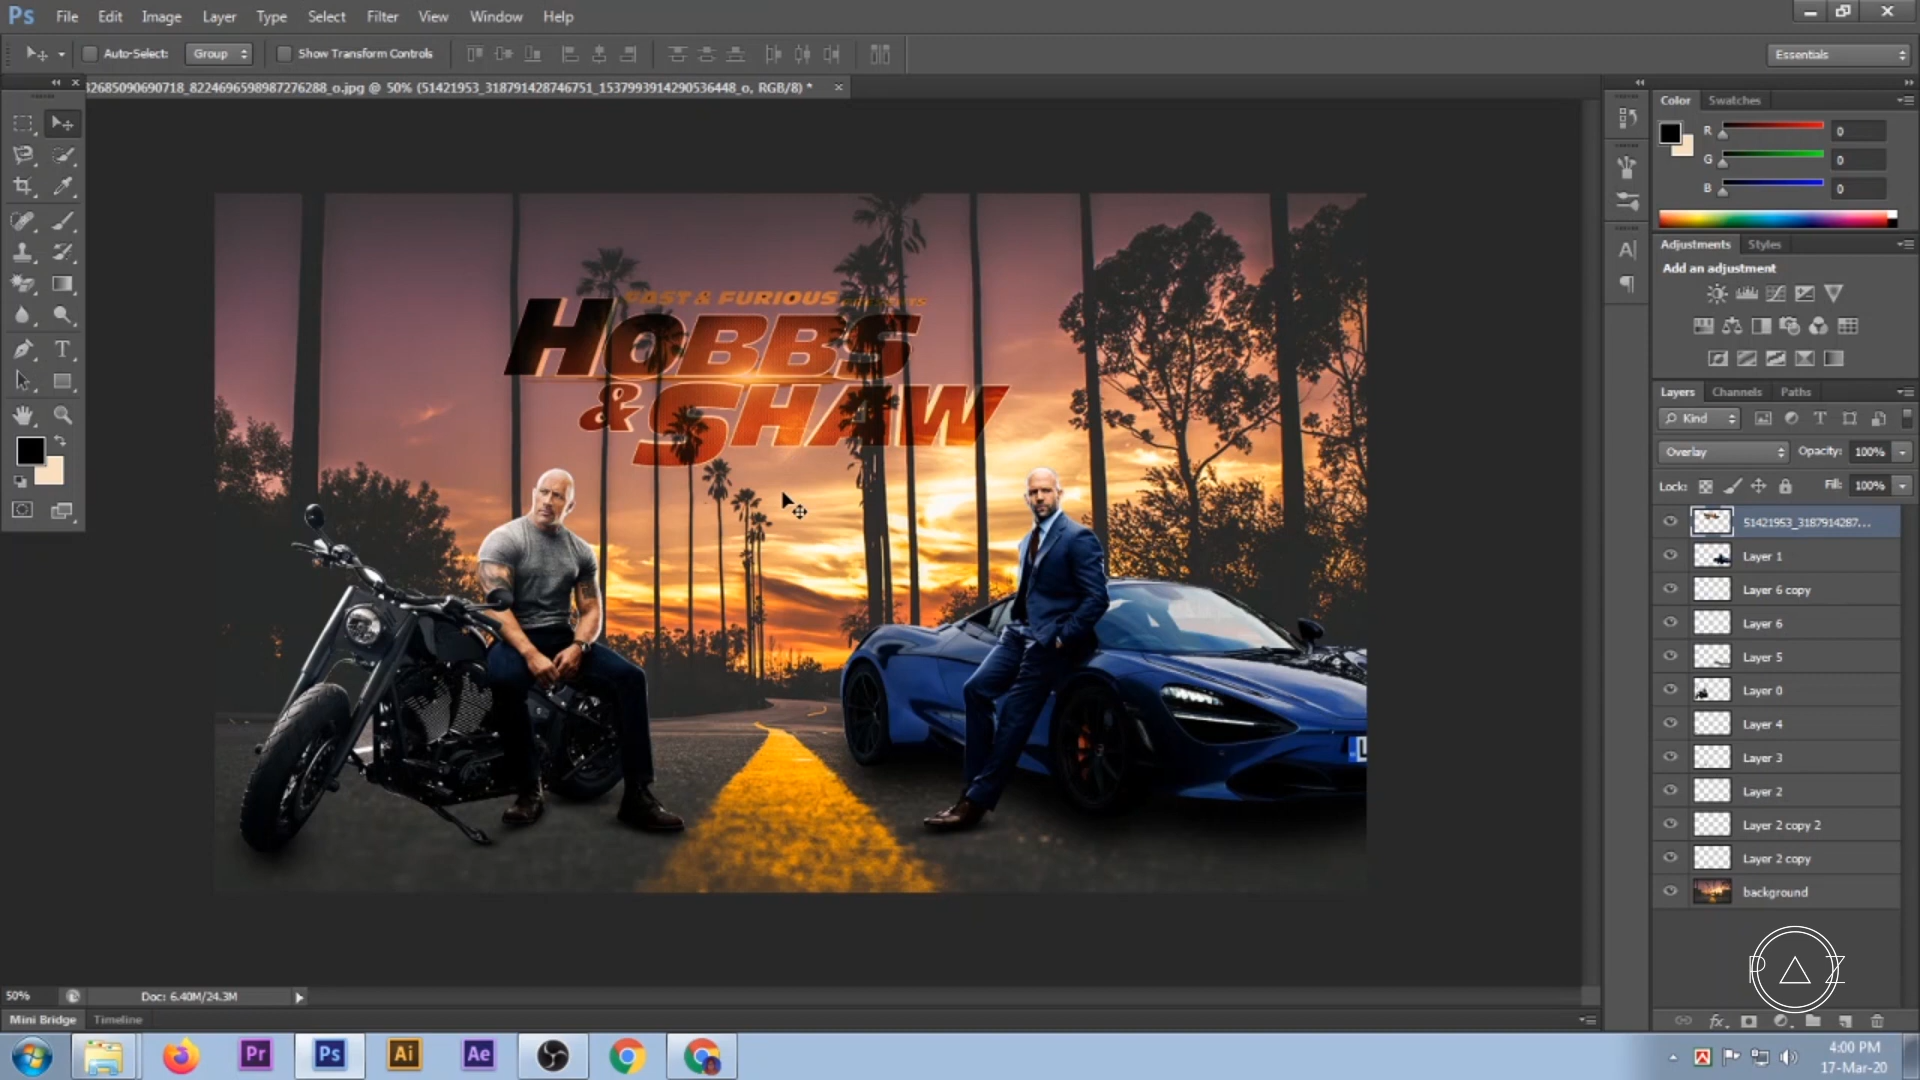 Ps File Edit Image Layer Type Select Filter View Window Help
Auto-Select: Group Show Transform Controls Essentials
32685090690718_8224696598987276288_o.jpg @ 50% (51421953_318791428746751_1537993914290536448_o, RGB/8) *
Color Swatches
R 0
G 0
B 0
Adjustments Styles
Add an adjustment
FAST & FURIOUS PRESENTS
HOBBS
& SHAW
Layers Channels Paths
Kind
Overlay Opacity: 100%
Lock: Fill: 100%
51421953_3187914287...
Layer 1
Layer 6 copy
Layer 6
Layer 5
Layer 0
Layer 4
Layer 3
Layer 2
Layer 2 copy 2
Layer 2 copy
background
P Z
50% Doc: 6.40M/24.3M
Mini Bridge Timeline
Pr Ps Ai Ae
4:00 PM
17-Mar-20